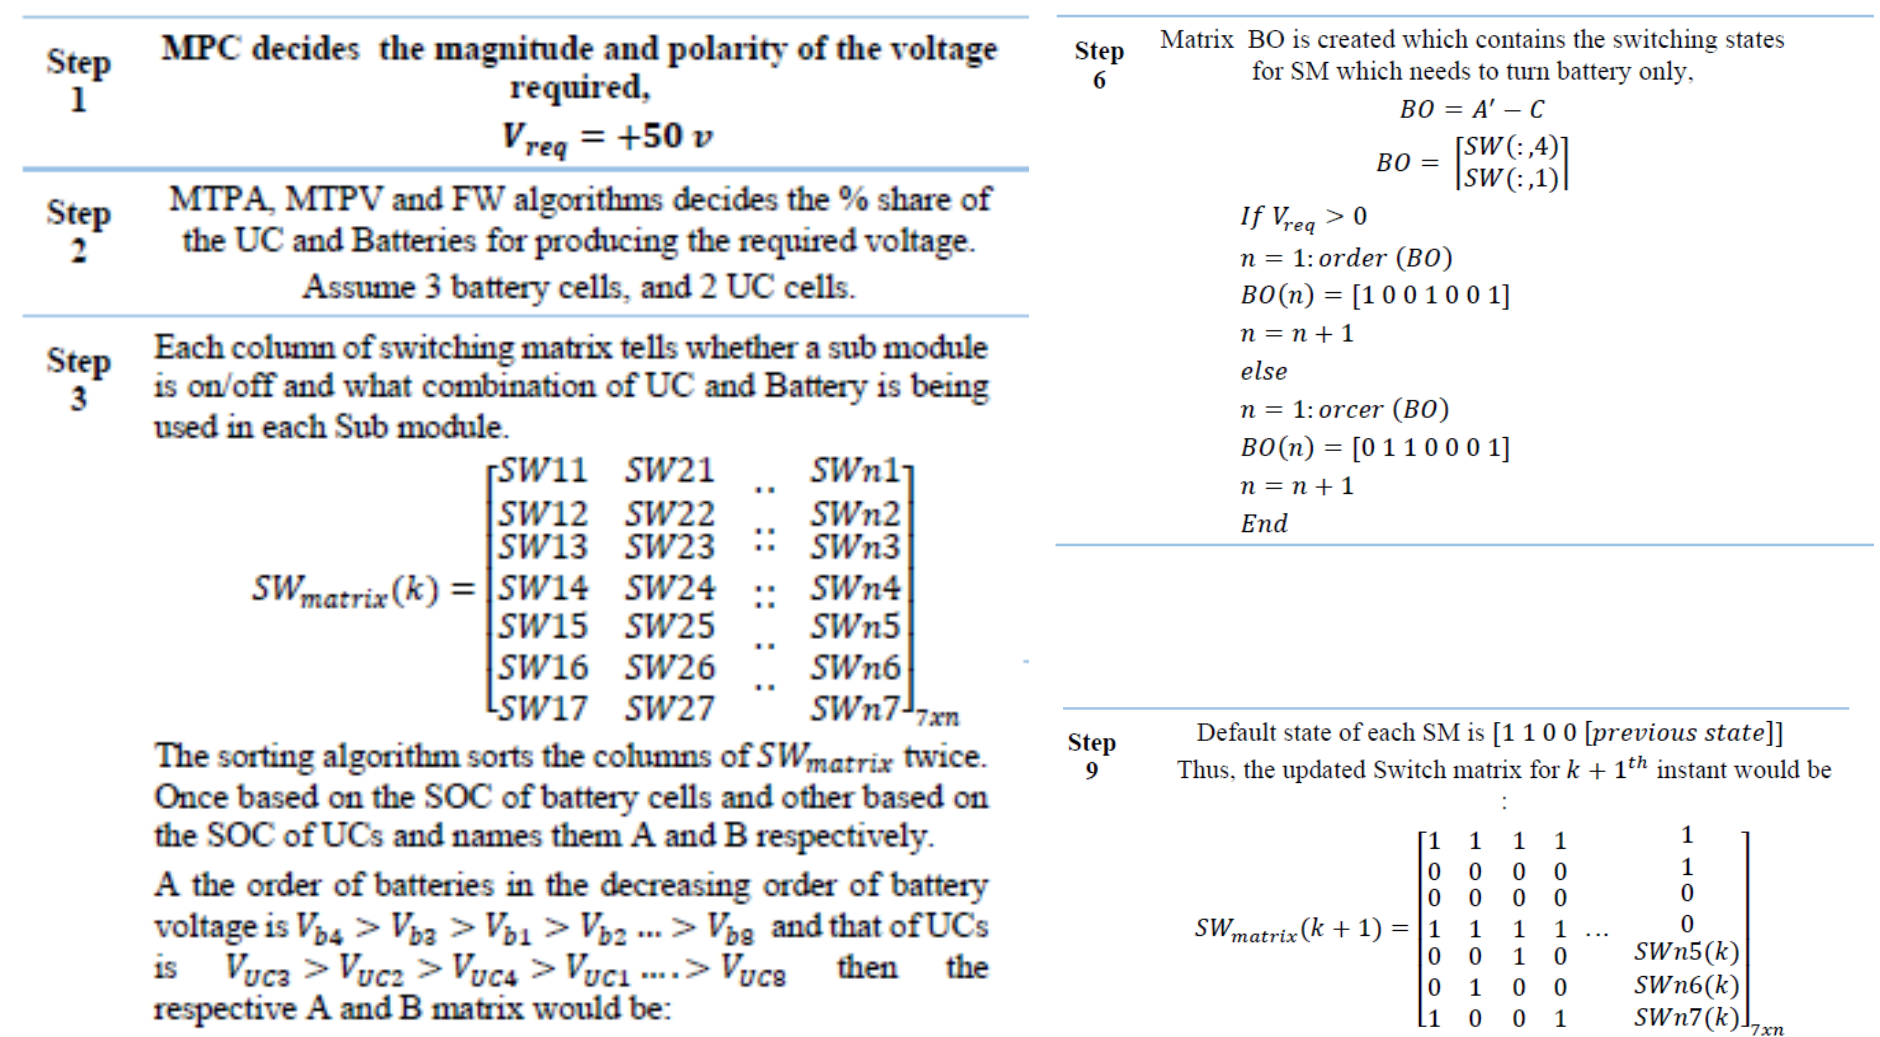 Step
1
MPC decides the magnitude and polarity of the voltage
required,
V_req = +50 v
Step
2
MTPA, MTPV and FW algorithms decides the % share of
the UC and Batteries for producing the required voltage.
Assume 3 battery cells, and 2 UC cells.
Step
3
Each column of switching matrix tells whether a sub module
is on/off and what combination of UC and Battery is being
used in each Sub module.
SW11 SW21 .. SWn1
SW12 SW22 SWn2
SW13 SW23 :: SWn3
SW_matrix(k) = SW14 SW24 :: SWn4
SW15 SW25 .. SWn5
SW16 SW26 .. SWn6
SW17 SW27 SWn7 7xn
The sorting algorithm sorts the columns of SW_matrix twice.
Once based on the SOC of battery cells and other based on
the SOC of UCs and names them A and B respectively.
A the order of batteries in the decreasing order of battery
voltage is V_b4 > V_b3 > V_b1 > V_b2 ... > V_b8 and that of UCs
is V_UC3 > V_UC2 > V_UC4 > V_UC1 ....> V_UC8 then the
respective A and B matrix would be:
Step
6
Matrix BO is created which contains the switching states
for SM which needs to turn battery only,
BO = A′ − C
BO = [SW(:,4)]
[SW(:,1)]
If V_req > 0
n = 1: order (BO)
BO(n) = [1 0 0 1 0 0 1]
n = n + 1
else
n = 1: orcer (BO)
BO(n) = [0 1 1 0 0 0 1]
n = n + 1
End
Step
9
Default state of each SM is [1 1 0 0 [previous state]]
Thus, the updated Switch matrix for k + 1^th instant would be
:
1 1 1 1 1
0 0 0 0 1
0 0 0 0 0
SW_matrix(k + 1) = 1 1 1 1 ... 0
0 0 1 0 SWn5(k)
0 1 0 0 SWn6(k)
1 0 0 1 SWn7(k) 7xn